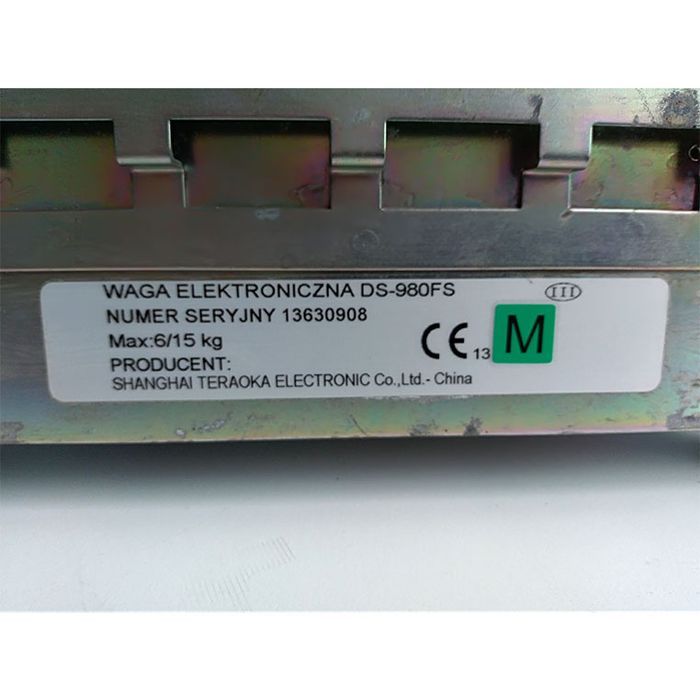 WAGA ELEKTRONICZNA DS-980FS
III
NUMER SERYJNY 13630908
Max:6/15 kg
CE 13 M
PRODUCENT:
SHANGHAI TERAOKA ELECTRONIC Co.,Ltd.- China